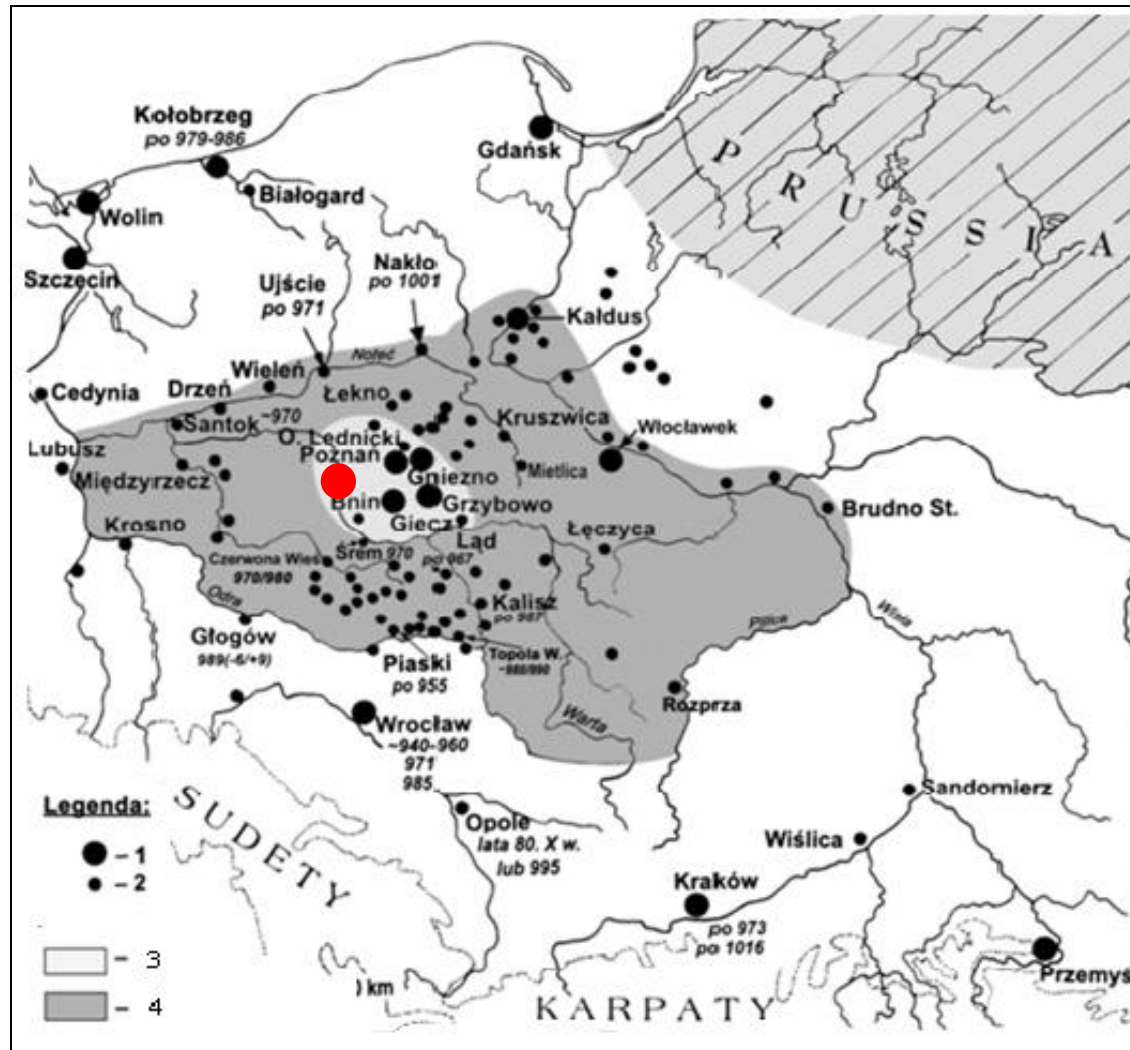 Kołobrzeg
po 979-986
Gdańsk
Białogard
Wolin
Szczecin
PRUSSIA
Nakło
po 1001
Ujście
po 971
Kałdus
Noteć
Wieleń
Cedynia
Drzeń
Łekno
Kruszwica
Santok ~970
Włocławek
O. Lednicki
Lubusz
Poznań
Międzyrzecz
Gniezno
Mietlica
Bnin
Grzybowo
Giecz
Brudno St.
Krosno
Łęczyca
Ląd
po 967
Śrem 970
Czerwona Wieś
970/980
Odra
Kalisz
po 987
Wisła
Pilica
Głogów
989(-6/+9)
Piaski
po 955
Topola W.
~988/990
Rozprza
Warta
Wrocław
~940-960
971
985
Sandomierz
SUDETY
Legenda:
– 1
– 2
– 3
– 4
Opole
lata 80. X w.
lub 995
Wiślica
Kraków
po 973
po 1016
Przemyś
0 km
KARPATY